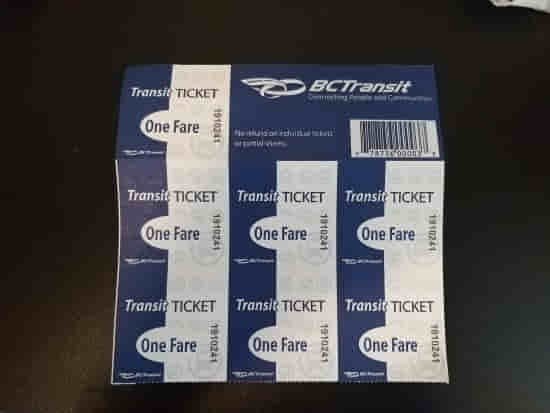 Transit TICKET
One Fare
1910241
BCTransit
Connecting People and Communities
No refund on individual tickets
or partial sheets.
Transit TICKET
One Fare
1910241
BCTransit
Transit TICKET
One Fare
1910241
BCTransit
Transit TICKET
One Fare
1910241
BCTransit
Transit TICKET
One Fare
1910241
BCTransit
Transit TICKET
One Fare
1910241
BCTransit
Transit TICKET
One Fare
1910241
BCTransit
BCTransit